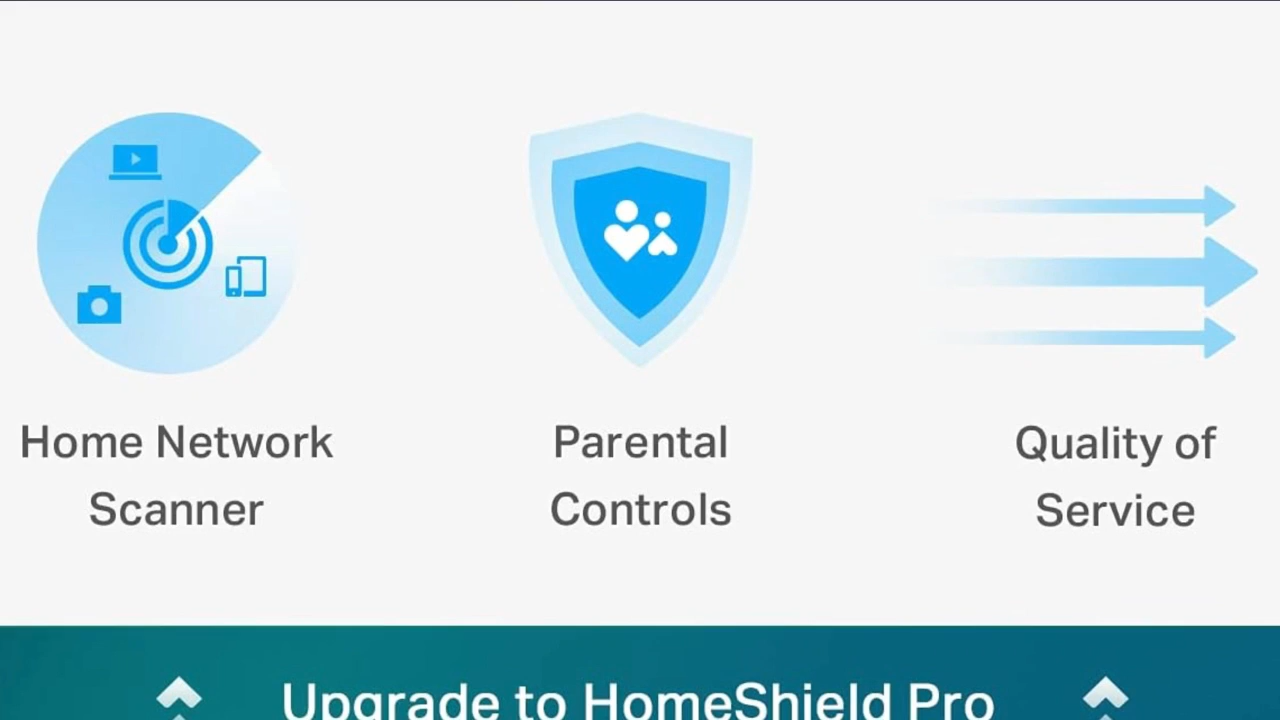 Home Network
Scanner
Parental
Controls
Quality of
Service
Upgrade to HomeShield Pro